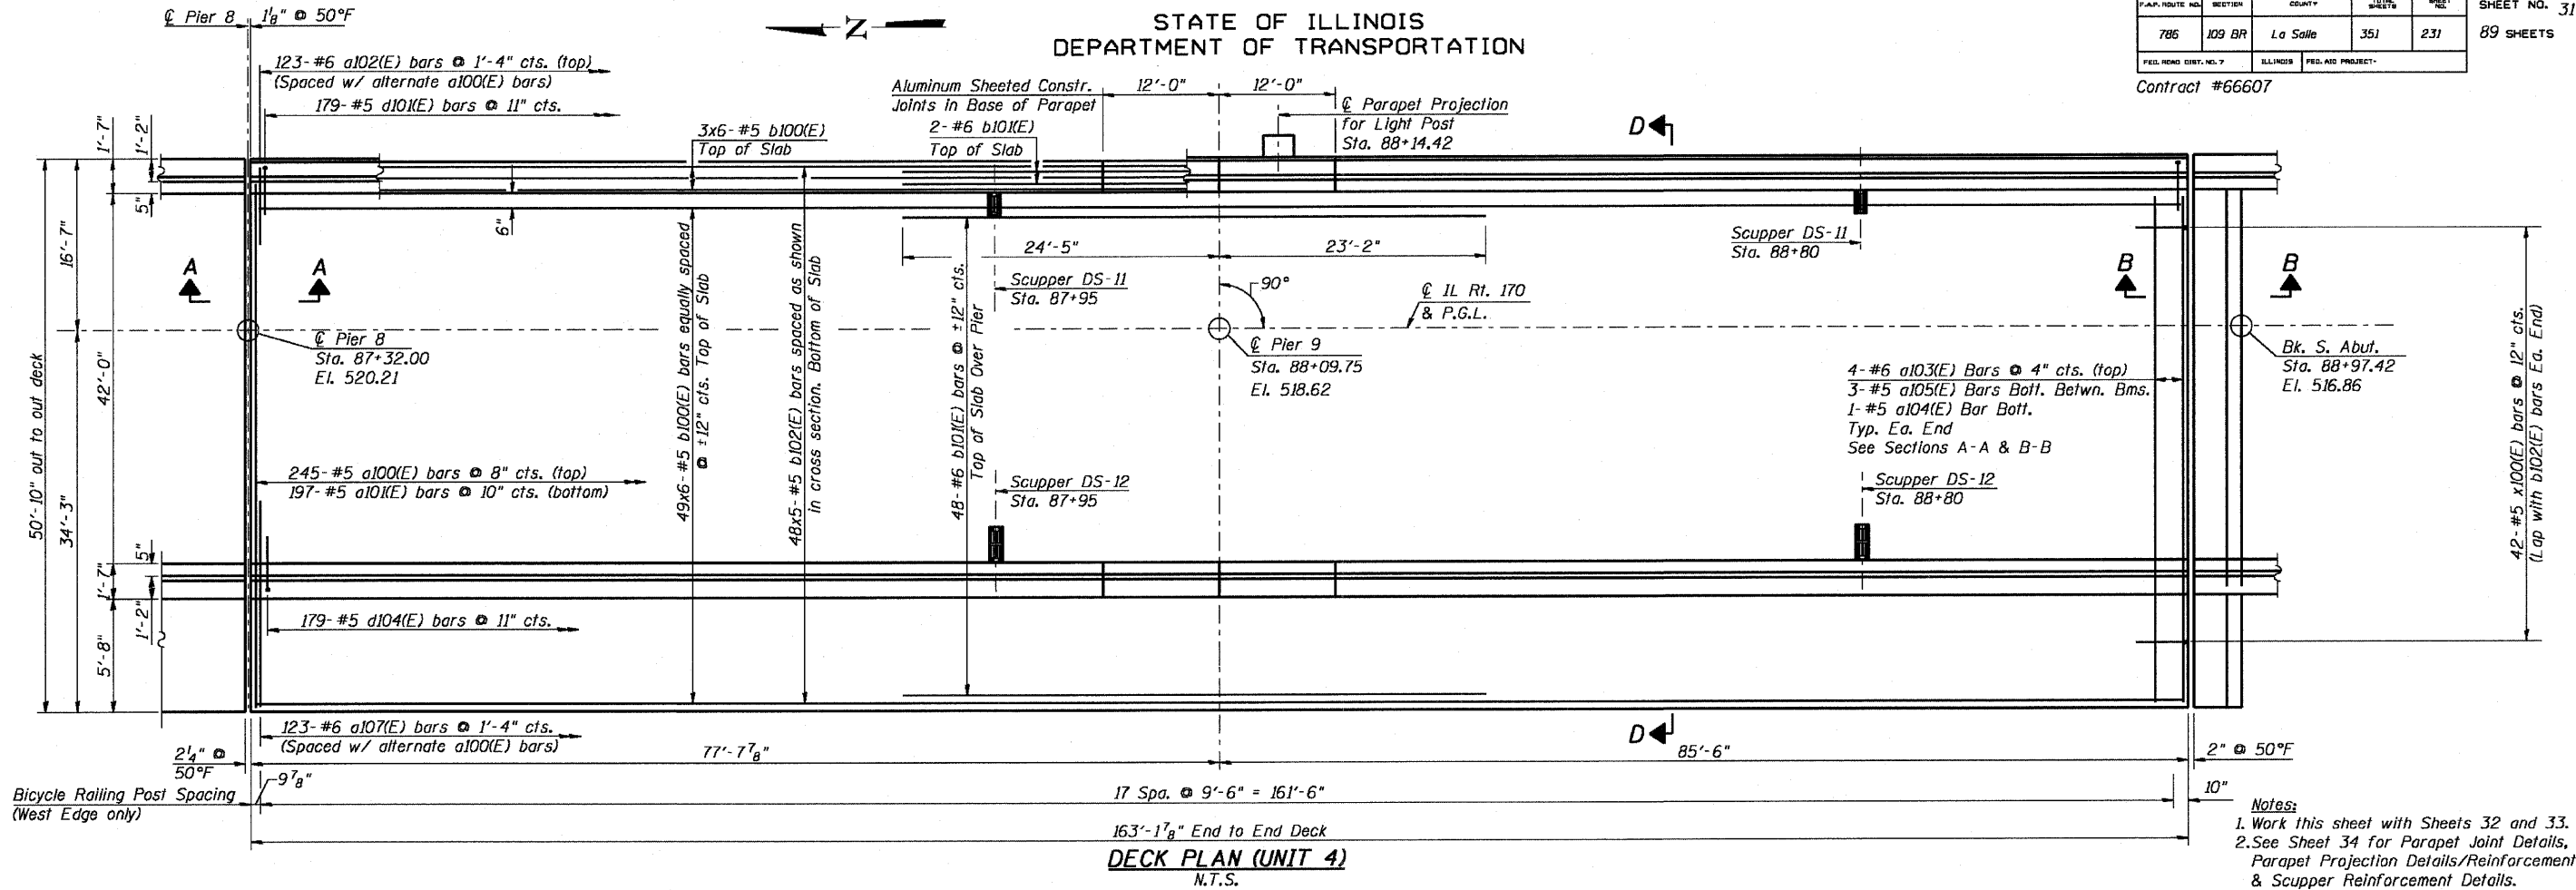 STATE OF ILLINOIS
DEPARTMENT OF TRANSPORTATION
F.A.P. ROUTE NO. SECTION COUNTY TOTAL SHEETS SHEET NO.
786 109 BR La Salle 351 231
FED. ROAD DIST. NO. 7 ILLINOIS FED. AID PROJECT-
SHEET NO. 31
89 SHEETS
Contract #66607
℄ Pier 8
1⅛" @ 50°F
Z
123-#6 a102(E) bars @ 1'-4" cts. (top)
(Spaced w/ alternate a100(E) bars)
179-#5 d101(E) bars @ 11" cts.
3x6-#5 b100(E)
Top of Slab
Aluminum Sheeted Constr.
Joints in Base of Parapet
2-#6 b101(E)
Top of Slab
12'-0"
12'-0"
℄ Parapet Projection
for Light Post
Sta. 88+14.42
D
1'-7"
1'-2"
5"
6"
16'-7"
50'-10" out to out deck
34'-3"
42'-0"
A
A
℄ Pier 8
Sta. 87+32.00
El. 520.21
49x6-#5 b100(E) bars equally spaced
@ ±12" cts. Top of Slab
48x5-#5 b102(E) bars spaced as shown
in cross section. Bottom of Slab
48-#6 b101(E) bars @ ±12" cts.
Top of Slab Over Pier
24'-5"
23'-2"
Scupper DS-11
Sta. 87+95
90°
℄ IL Rt. 170
& P.G.L.
℄ Pier 9
Sta. 88+09.75
El. 518.62
Scupper DS-11
Sta. 88+80
B
B
4-#6 a103(E) Bars @ 4" cts. (top)
3-#5 a105(E) Bars Bott. Betwn. Bms.
1-#5 a104(E) Bar Bott.
Typ. Ea. End
See Sections A-A & B-B
42-#5 x100(E) bars @ 12" cts.
(Lap with b102(E) bars Ea. End)
Bk. S. Abut.
Sta. 88+97.42
El. 516.86
245-#5 a100(E) bars @ 8" cts. (top)
197-#5 a101(E) bars @ 10" cts. (bottom)
Scupper DS-12
Sta. 87+95
Scupper DS-12
Sta. 88+80
5"
1'-7"
1'-2"
5'-8"
179-#5 d104(E) bars @ 11" cts.
123-#6 a107(E) bars @ 1'-4" cts.
(Spaced w/ alternate a100(E) bars)
D
2¼" @
50°F
77'-7⅞"
85'-6"
2" @ 50°F
9⅞"
Bicycle Railing Post Spacing
(West Edge only)
17 Spa. @ 9'-6" = 161'-6"
10"
163'-1⅞" End to End Deck
DECK PLAN (UNIT 4)
N.T.S.
Notes:
1. Work this sheet with Sheets 32 and 33.
2. See Sheet 34 for Parapet Joint Details,
Parapet Projection Details/Reinforcement
& Scupper Reinforcement Details.